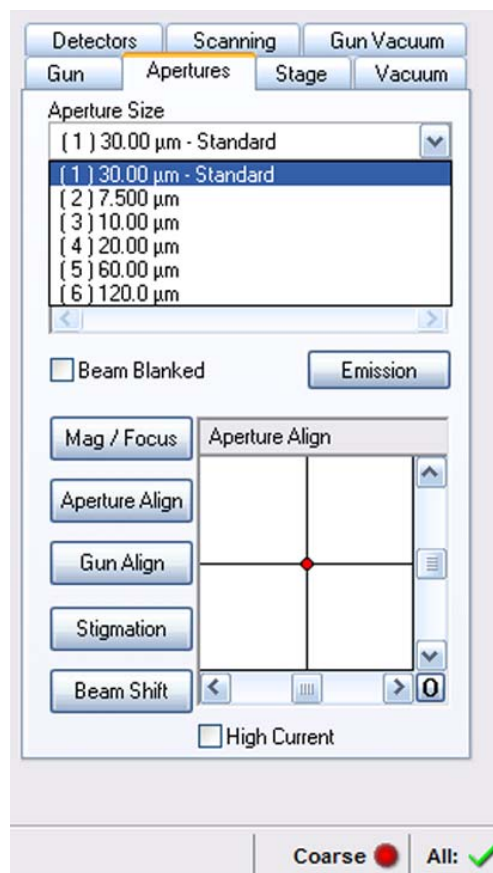 Detectors Scanning Gun Vacuum
Gun Apertures Stage Vacuum
Aperture Size
( 1 ) 30.00 µm - Standard
( 1 ) 30.00 µm - Standard
( 2 ) 7.500 µm
( 3 ) 10.00 µm
( 4 ) 20.00 µm
( 5 ) 60.00 µm
( 6 ) 120.0 µm
Beam Blanked Emission
Mag / Focus Aperture Align
Aperture Align
Gun Align
Stigmation
Beam Shift 0
High Current
Coarse All: